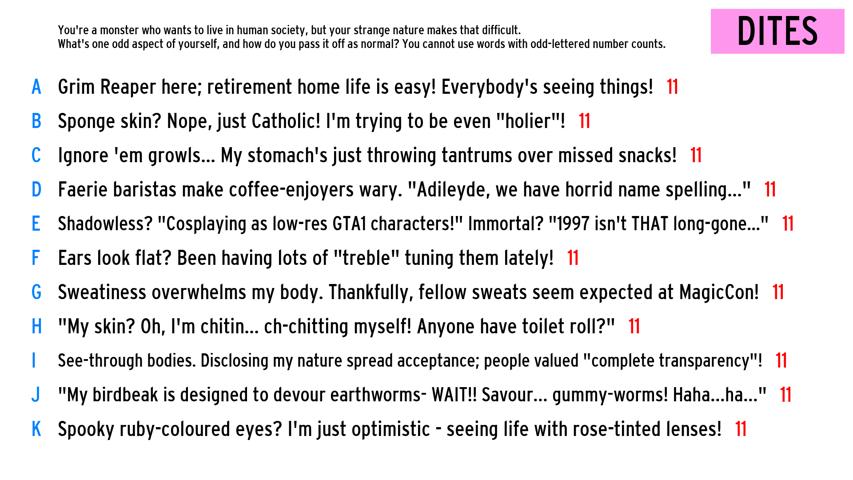 You're a monster who wants to live in human society, but your strange nature makes that difficult.
What's one odd aspect of yourself, and how do you pass it off as normal? You cannot use words with odd-lettered number counts.
DITES
A Grim Reaper here; retirement home life is easy! Everybody's seeing things! 11
B Sponge skin? Nope, just Catholic! I'm trying to be even "holier"! 11
C Ignore 'em growls... My stomach's just throwing tantrums over missed snacks! 11
D Faerie baristas make coffee-enjoyers wary. "Adileyde, we have horrid name spelling..." 11
E Shadowless? "Cosplaying as low-res GTA1 characters!" Immortal? "1997 isn't THAT long-gone..." 11
F Ears look flat? Been having lots of "treble" tuning them lately! 11
G Sweatiness overwhelms my body. Thankfully, fellow sweats seem expected at MagicCon! 11
H "My skin? Oh, I'm chitin... ch-chitting myself! Anyone have toilet roll?" 11
I See-through bodies. Disclosing my nature spread acceptance; people valued "complete transparency"! 11
J "My birdbeak is designed to devour earthworms- WAIT!! Savour... gummy-worms! Haha...ha..." 11
K Spooky ruby-coloured eyes? I'm just optimistic - seeing life with rose-tinted lenses! 11